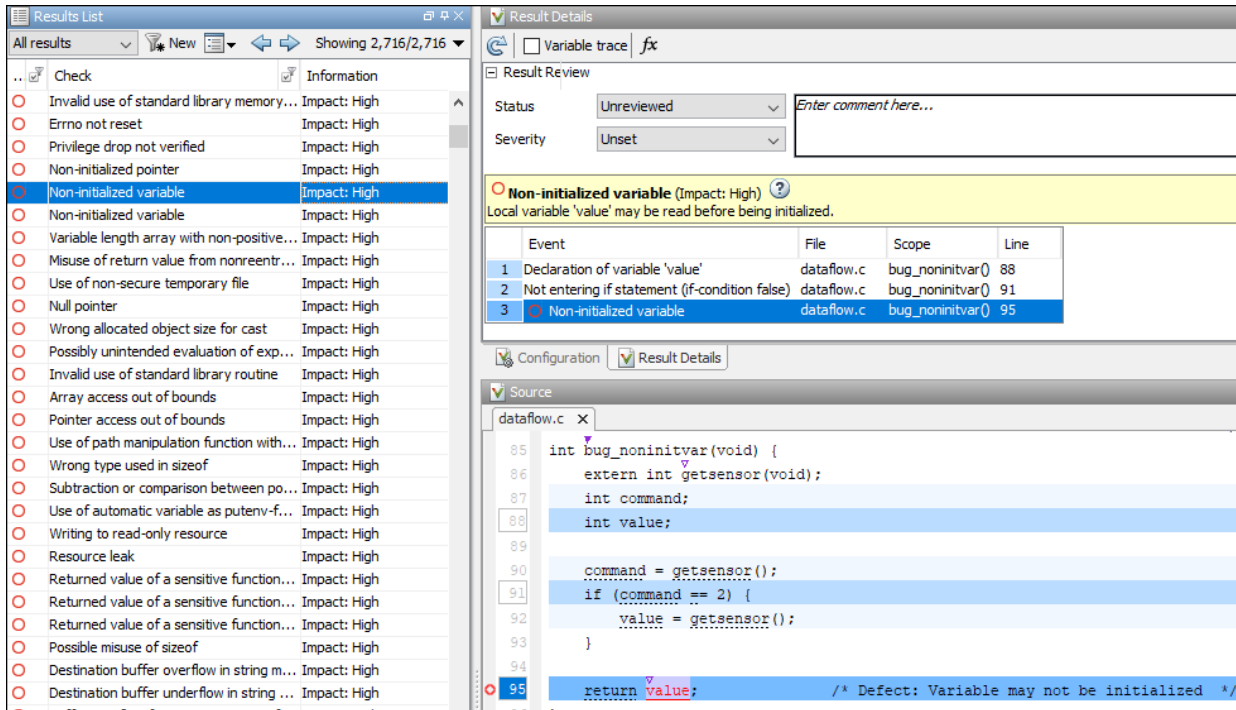 Results List
All results New Showing 2,716/2,716
... Check Information
Invalid use of standard library memory... Impact: High
Errno not reset Impact: High
Privilege drop not verified Impact: High
Non-initialized pointer Impact: High
Non-initialized variable Impact: High
Non-initialized variable Impact: High
Variable length array with non-positive... Impact: High
Misuse of return value from nonreentr... Impact: High
Use of non-secure temporary file Impact: High
Null pointer Impact: High
Wrong allocated object size for cast Impact: High
Possibly unintended evaluation of exp... Impact: High
Invalid use of standard library routine Impact: High
Array access out of bounds Impact: High
Pointer access out of bounds Impact: High
Use of path manipulation function with... Impact: High
Wrong type used in sizeof Impact: High
Subtraction or comparison between po... Impact: High
Use of automatic variable as putenv-f... Impact: High
Writing to read-only resource Impact: High
Resource leak Impact: High
Returned value of a sensitive function... Impact: High
Returned value of a sensitive function... Impact: High
Returned value of a sensitive function... Impact: High
Possible misuse of sizeof Impact: High
Destination buffer overflow in string m... Impact: High
Destination buffer underflow in string ... Impact: High
Result Details
Variable trace fx
Result Review
Status Unreviewed Enter comment here...
Severity Unset
Non-initialized variable (Impact: High) ?
Local variable 'value' may be read before being initialized.
Event File Scope Line
1 Declaration of variable 'value' dataflow.c bug_noninitvar() 88
2 Not entering if statement (if-condition false) dataflow.c bug_noninitvar() 91
3 Non-initialized variable dataflow.c bug_noninitvar() 95
Configuration Result Details
Source
dataflow.c X
85 int bug_noninitvar(void) {
86 extern int getsensor(void);
87 int command;
88 int value;
89
90 command = getsensor();
91 if (command == 2) {
92 value = getsensor();
93 }
94
95 return value; /* Defect: Variable may not be initialized */